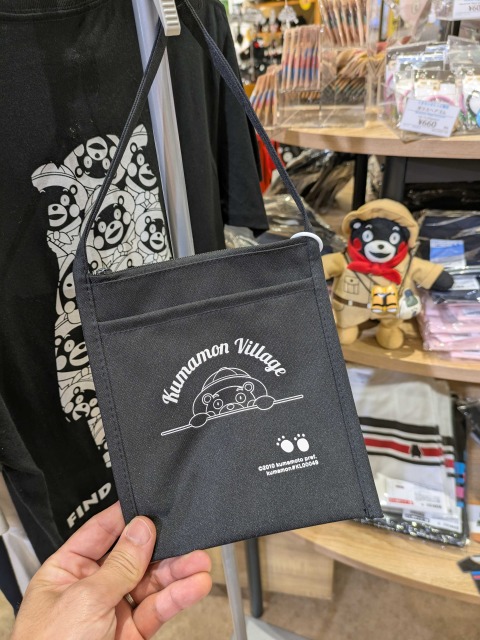 Kumamon Village
©2010 kumamoto pref.
kumamon#KL00049
FIND
¥660